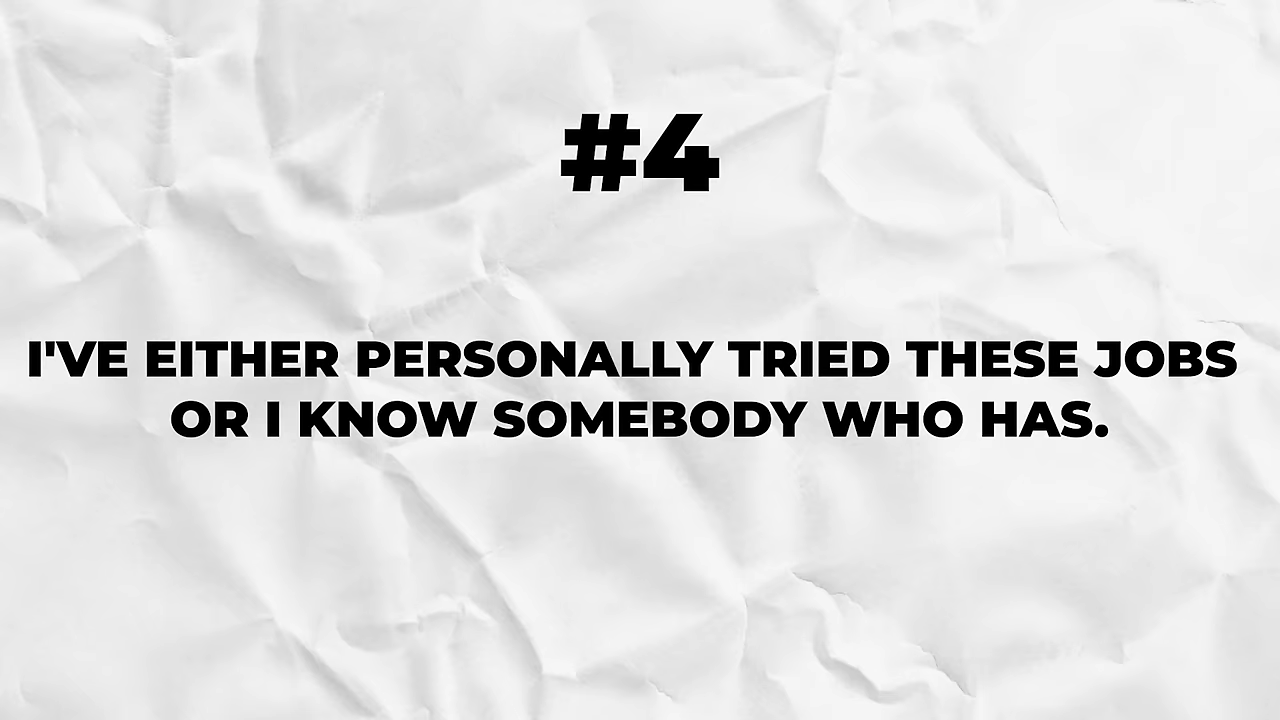 #4
I'VE EITHER PERSONALLY TRIED THESE JOBS
OR I KNOW SOMEBODY WHO HAS.